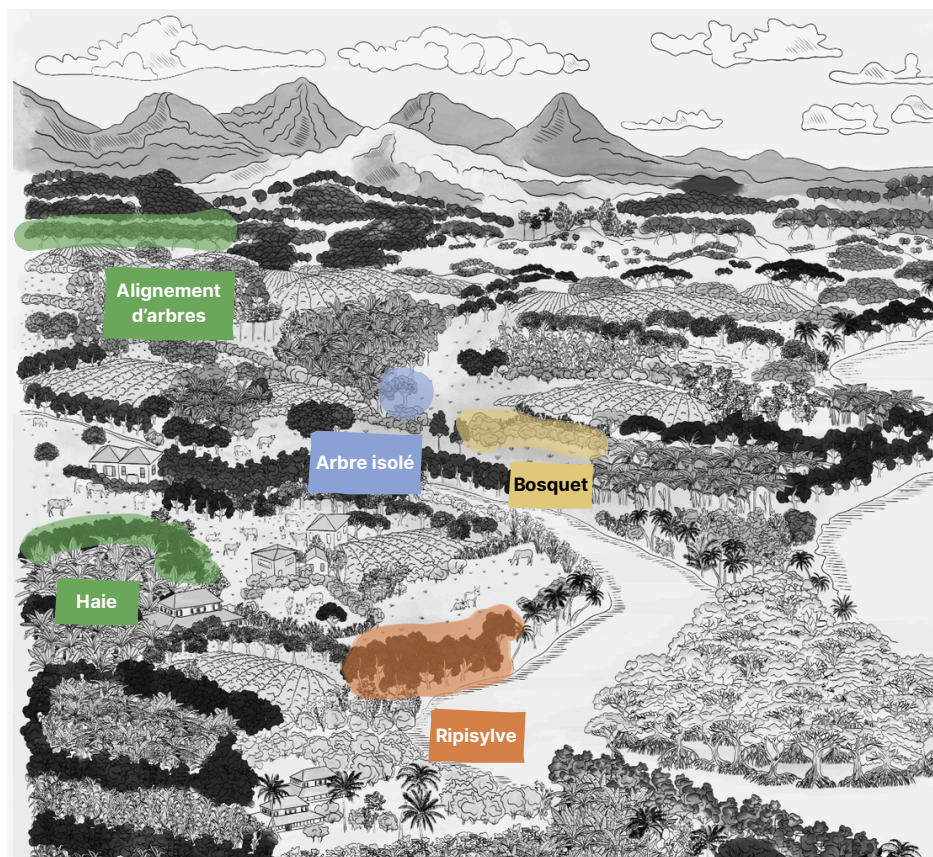 Alignement
d’arbres
Arbre isolé
Bosquet
Haie
Ripisylve